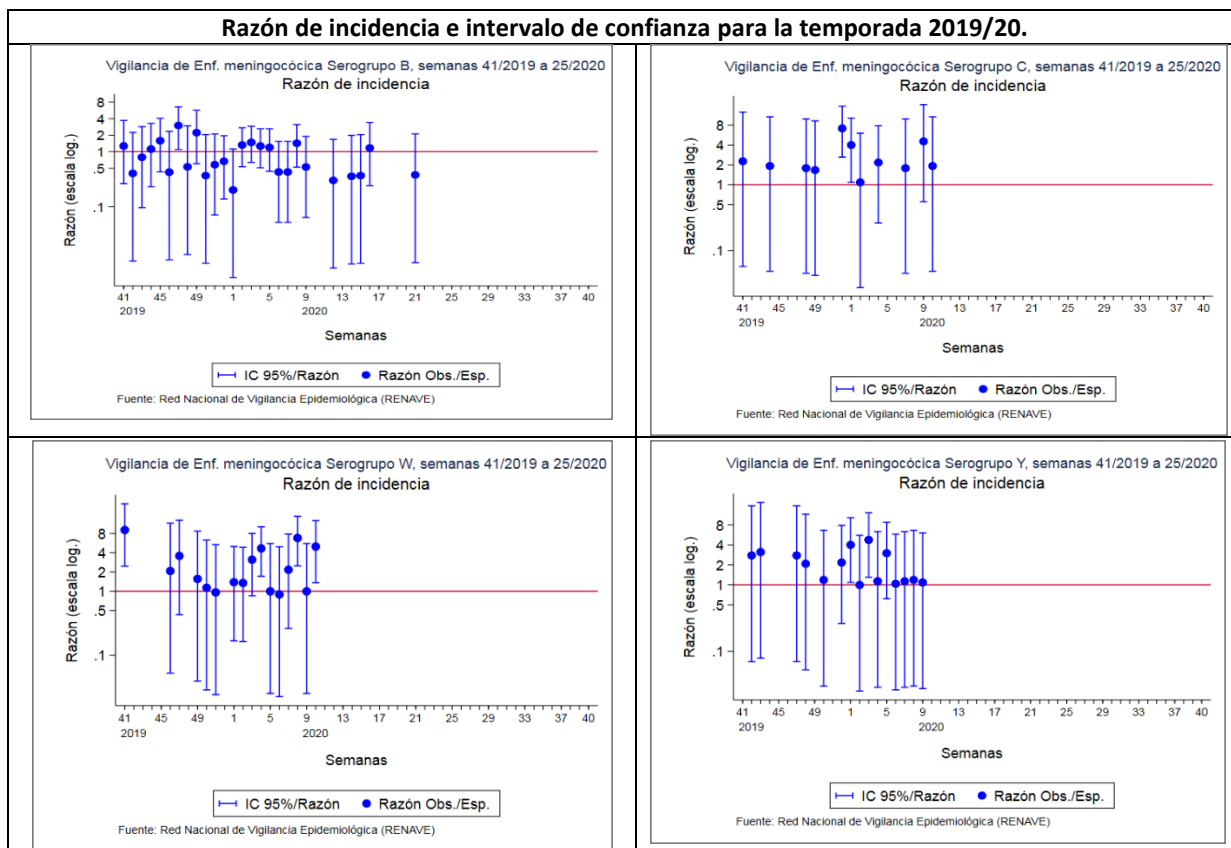 Razón de incidencia e intervalo de confianza para la temporada 2019/20.
Vigilancia de Enf. meningocócica Serogrupo B, semanas 41/2019 a 25/2020
Razón de incidencia
Razón (escala log.)
8
4
2
1
.5
.1
41 45 49 1 5 9 13 17 21 25 29 33 36 40
2019 2020
Semanas
IC 95%/Razón Razón Obs./Esp.
Fuente: Red Nacional de Vigilancia Epidemiológica (RENAVE)
Vigilancia de Enf. meningocócica Serogrupo C, semanas 41/2019 a 25/2020
Razón de incidencia
Razón (escala log.)
8
4
2
1
.5
.1
41 45 49 1 5 9 13 17 21 25 29 33 36 40
2019 2020
Semanas
IC 95%/Razón Razón Obs./Esp.
Fuente: Red Nacional de Vigilancia Epidemiológica (RENAVE)
Vigilancia de Enf. meningocócica Serogrupo W, semanas 41/2019 a 25/2020
Razón de incidencia
Razón (escala log.)
8
4
2
1
.5
.1
41 45 49 1 5 9 13 17 21 25 29 33 36 40
2019 2020
Semanas
IC 95%/Razón Razón Obs./Esp.
Fuente: Red Nacional de Vigilancia Epidemiológica (RENAVE)
Vigilancia de Enf. meningocócica Serogrupo Y, semanas 41/2019 a 25/2020
Razón de incidencia
Razón (escala log.)
8
4
2
1
.5
.1
41 45 49 1 5 9 13 17 21 25 29 33 36 40
2019 2020
Semanas
IC 95%/Razón Razón Obs./Esp.
Fuente: Red Nacional de Vigilancia Epidemiológica (RENAVE)